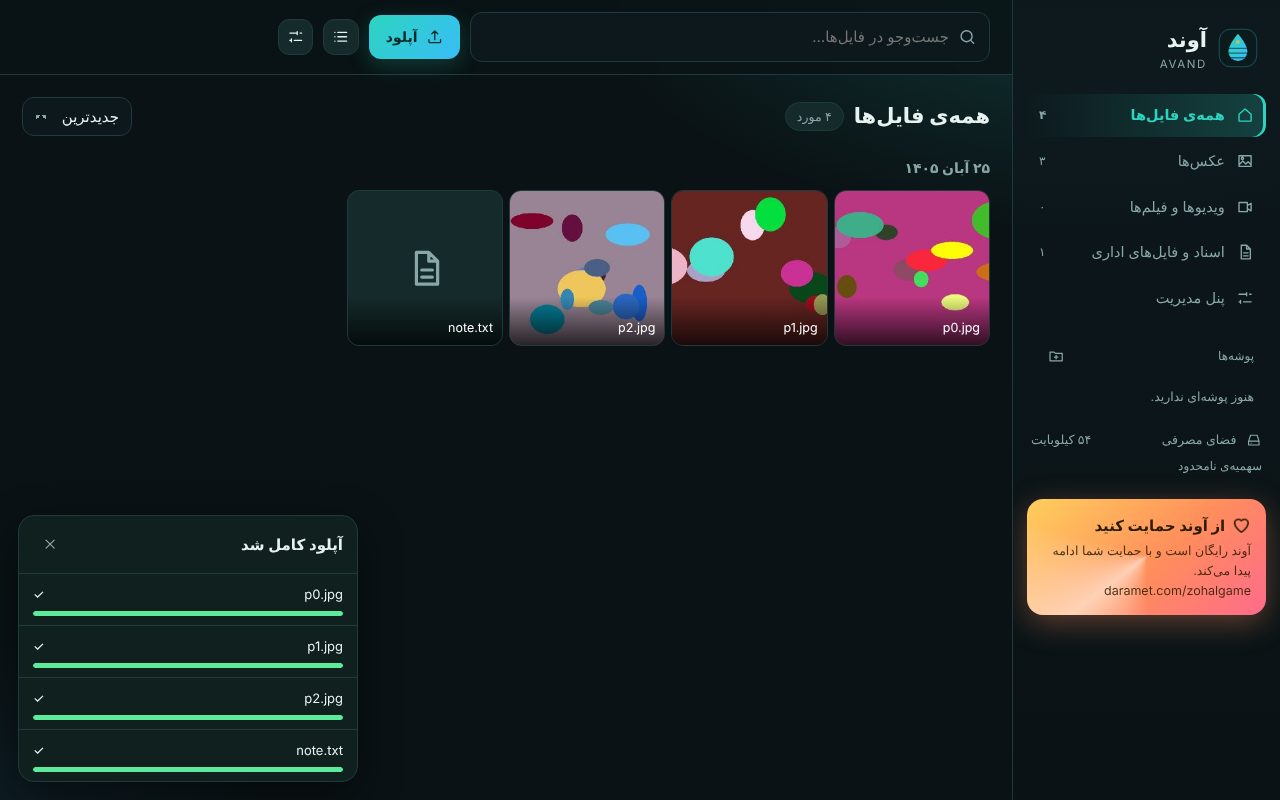 آوند
AVAND
همه‌ی فایل‌ها ۴
عکس‌ها ۳
ویدیوها و فیلم‌ها ۰
اسناد و فایل‌های اداری ۱
پنل مدیریت
پوشه‌ها
هنوز پوشه‌ای ندارید.
فضای مصرفی ۵۴ کیلوبایت
سهمیه‌ی نامحدود
از آوند حمایت کنید
آوند رایگان است و با حمایت شما ادامه
پیدا می‌کند.
daramet.com/zohalgame
جست‌وجو در فایل‌ها...
آپلود
همه‌ی فایل‌ها ۴ مورد
جدیدترین
۲۵ آبان ۱۴۰۵
p0.jpg
p1.jpg
p2.jpg
note.txt
آپلود کامل شد
p0.jpg
p1.jpg
p2.jpg
note.txt